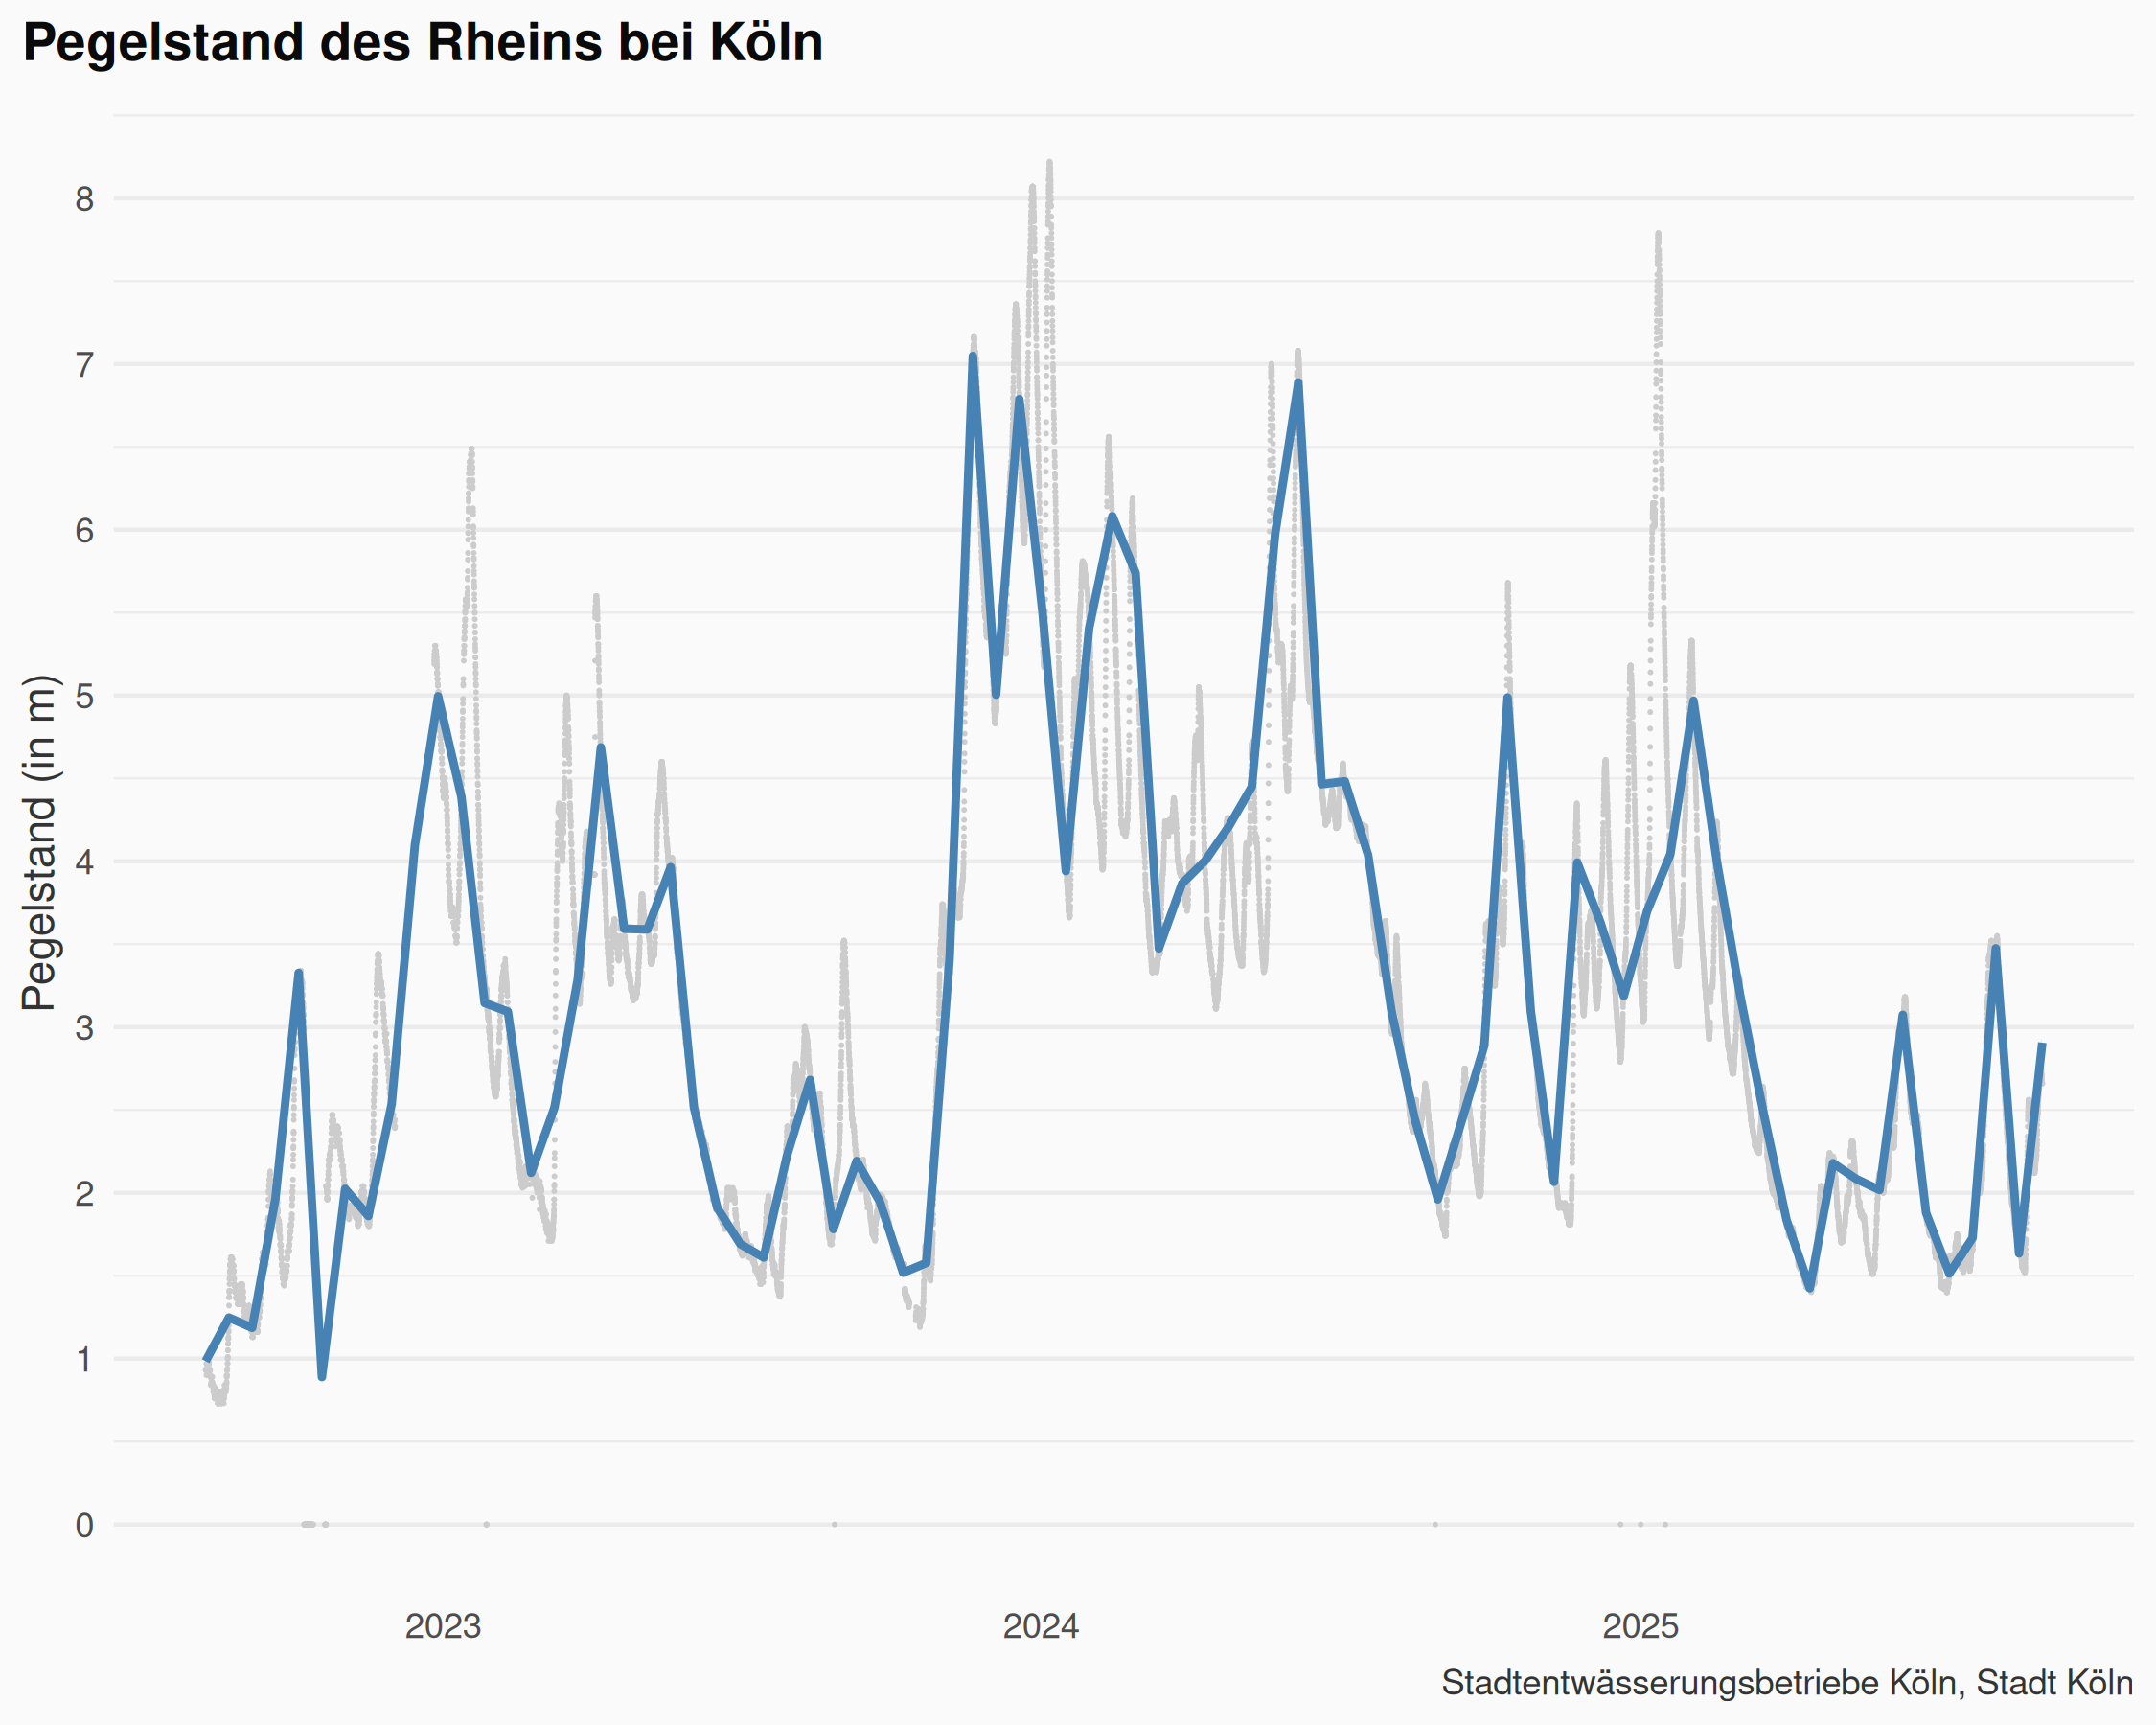 Pegelstand des Rheins bei Köln
Pegelstand (in m)
8
7
6
5
4
3
2
1
0
2023 2024 2025
Stadtentwässerungsbetriebe Köln, Stadt Köln